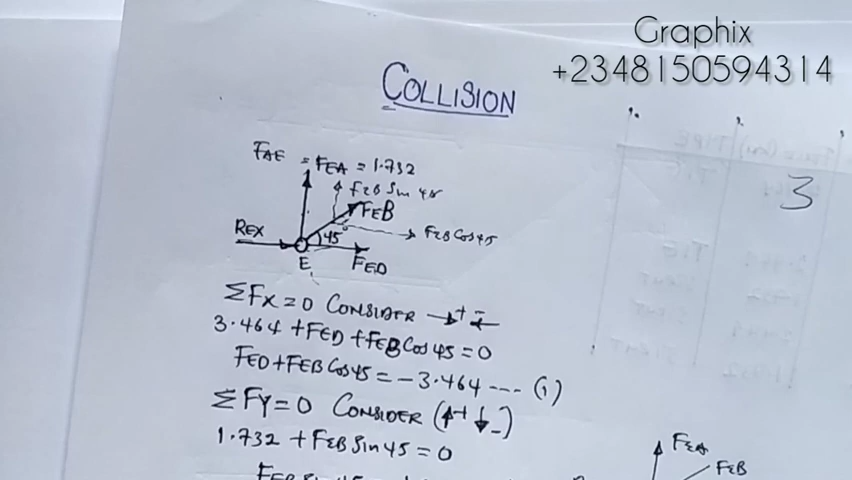 Graphix
+2348150594314
COLLISION
3
FAE = FEA = 1.732
FEB Sin 45
FEB
REX
45°
FEB Cos 45
E
FED
ΣFx = 0 CONSIDER → + ← -
3.464 + FED + FEB Cos 45 = 0
FED + FEB Cos 45 = -3.464 ---- (1)
ΣFY = 0 CONSIDER (↑+ ↓-)
1.732 + FEB Sin 45 = 0
FEA
FEB